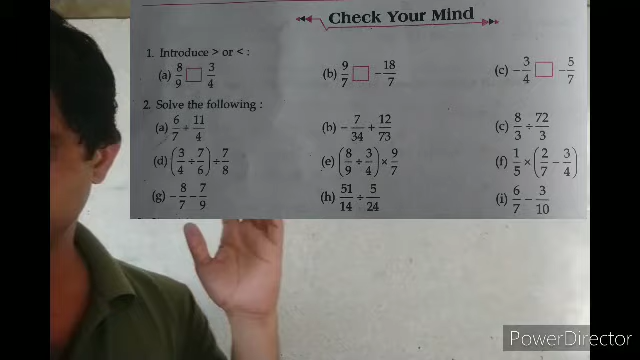 Check Your Mind
1. Introduce > or < :
(a) 8/9 □ 3/4 (b) 9/7 □ -18/7 (c) -3/4 □ -5/7
2. Solve the following :
(a) 6/7 + 11/4 (b) -7/34 + 12/73 (c) 8/3 ÷ 72/3
(d) (3/4 ÷ 7/6) ÷ 7/8 (e) (8/9 ÷ 3/4) × 9/7 (f) 1/5 × (2/7 - 3/4)
(g) -8/7 - 7/9 (h) 51/14 ÷ 5/24 (i) 6/7 - 3/10
PowerDirector